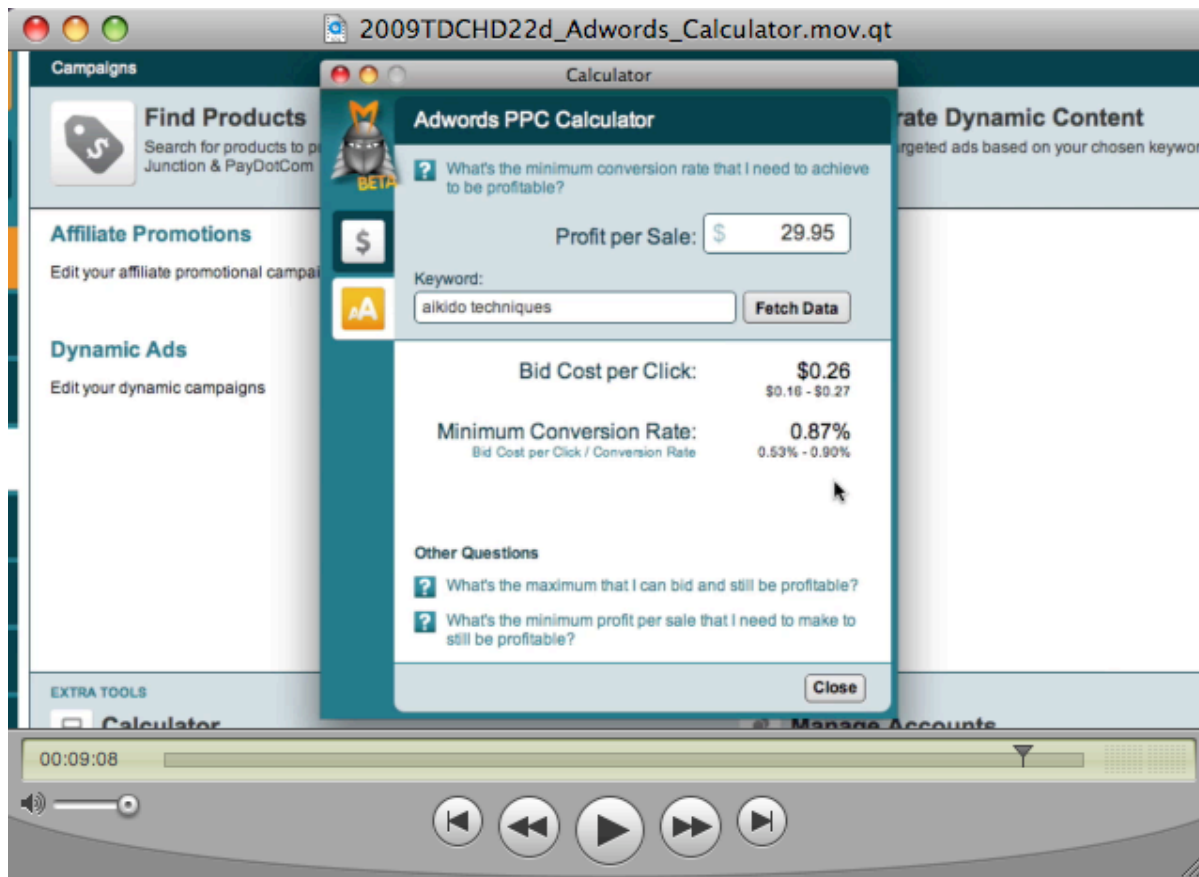 2009TDCHD22d_Adwords_Calculator.mov.qt
Campaigns
Calculator
Find Products
Search for products to p
Junction & PayDotCom
BETA
Adwords PPC Calculator
rate Dynamic Content
rgeted ads based on your chosen keywor
What's the minimum conversion rate that I need to achieve
to be profitable?
Affiliate Promotions
Edit your affiliate promotional campai
$
Profit per Sale: $ 29.95
Keyword:
aikido techniques
Fetch Data
AA
Dynamic Ads
Edit your dynamic campaigns
Bid Cost per Click: $0.26
$0.16 - $0.27
Minimum Conversion Rate: 0.87%
Bid Cost per Click / Conversion Rate 0.53% - 0.90%
Other Questions
What's the maximum that I can bid and still be profitable?
What's the minimum profit per sale that I need to make to
still be profitable?
Close
EXTRA TOOLS
Calculator
Manage Accounts
00:09:08